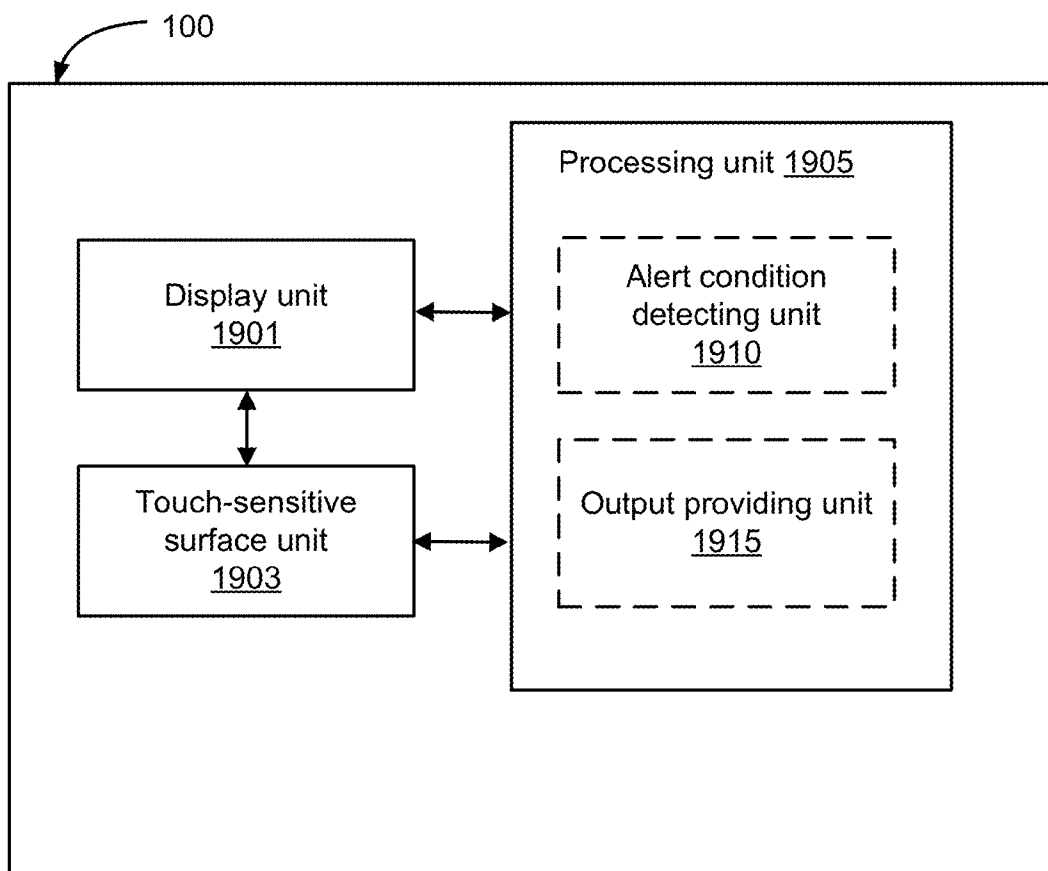 100
Processing unit 1905
Display unit
1901
Alert condition
detecting unit
1910
Touch-sensitive
surface unit
1903
Output providing unit
1915